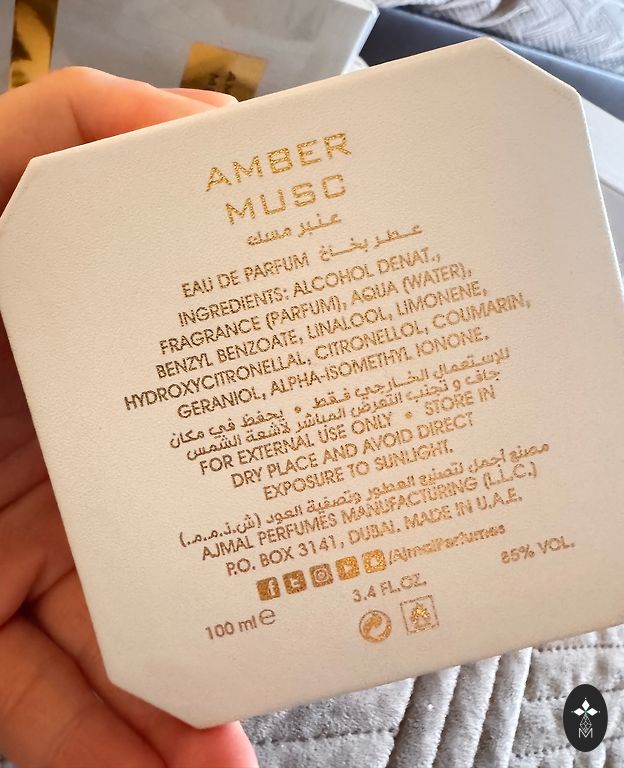 AMBER
MUSC
عنبر مسك
EAU DE PARFUM عطر بخاخ
INGREDIENTS: ALCOHOL DENAT.,
FRAGRANCE (PARFUM), AQUA (WATER),
BENZYL BENZOATE, LINALOOL, LIMONENE,
HYDROXYCITRONELLAL, CITRONELLOL, COUMARIN,
GERANIOL, ALPHA-ISOMETHYL IONONE.
للإستعمال الخارجي فقط • يحفظ في مكان
جاف و تجنب التعرض المباشر لأشعة الشمس
FOR EXTERNAL USE ONLY • STORE IN
DRY PLACE AND AVOID DIRECT
EXPOSURE TO SUNLIGHT.
مصنع أجمل لتصنيع العطور وتصفية العود (ش.ذ.م.م.)
AJMAL PERFUMES MANUFACTURING (L.L.C.)
P.O. BOX 3141, DUBAI. MADE IN U.A.E.
/AjmalPerfumes
100 ml e 3.4 FL.OZ. 85% VOL.
M